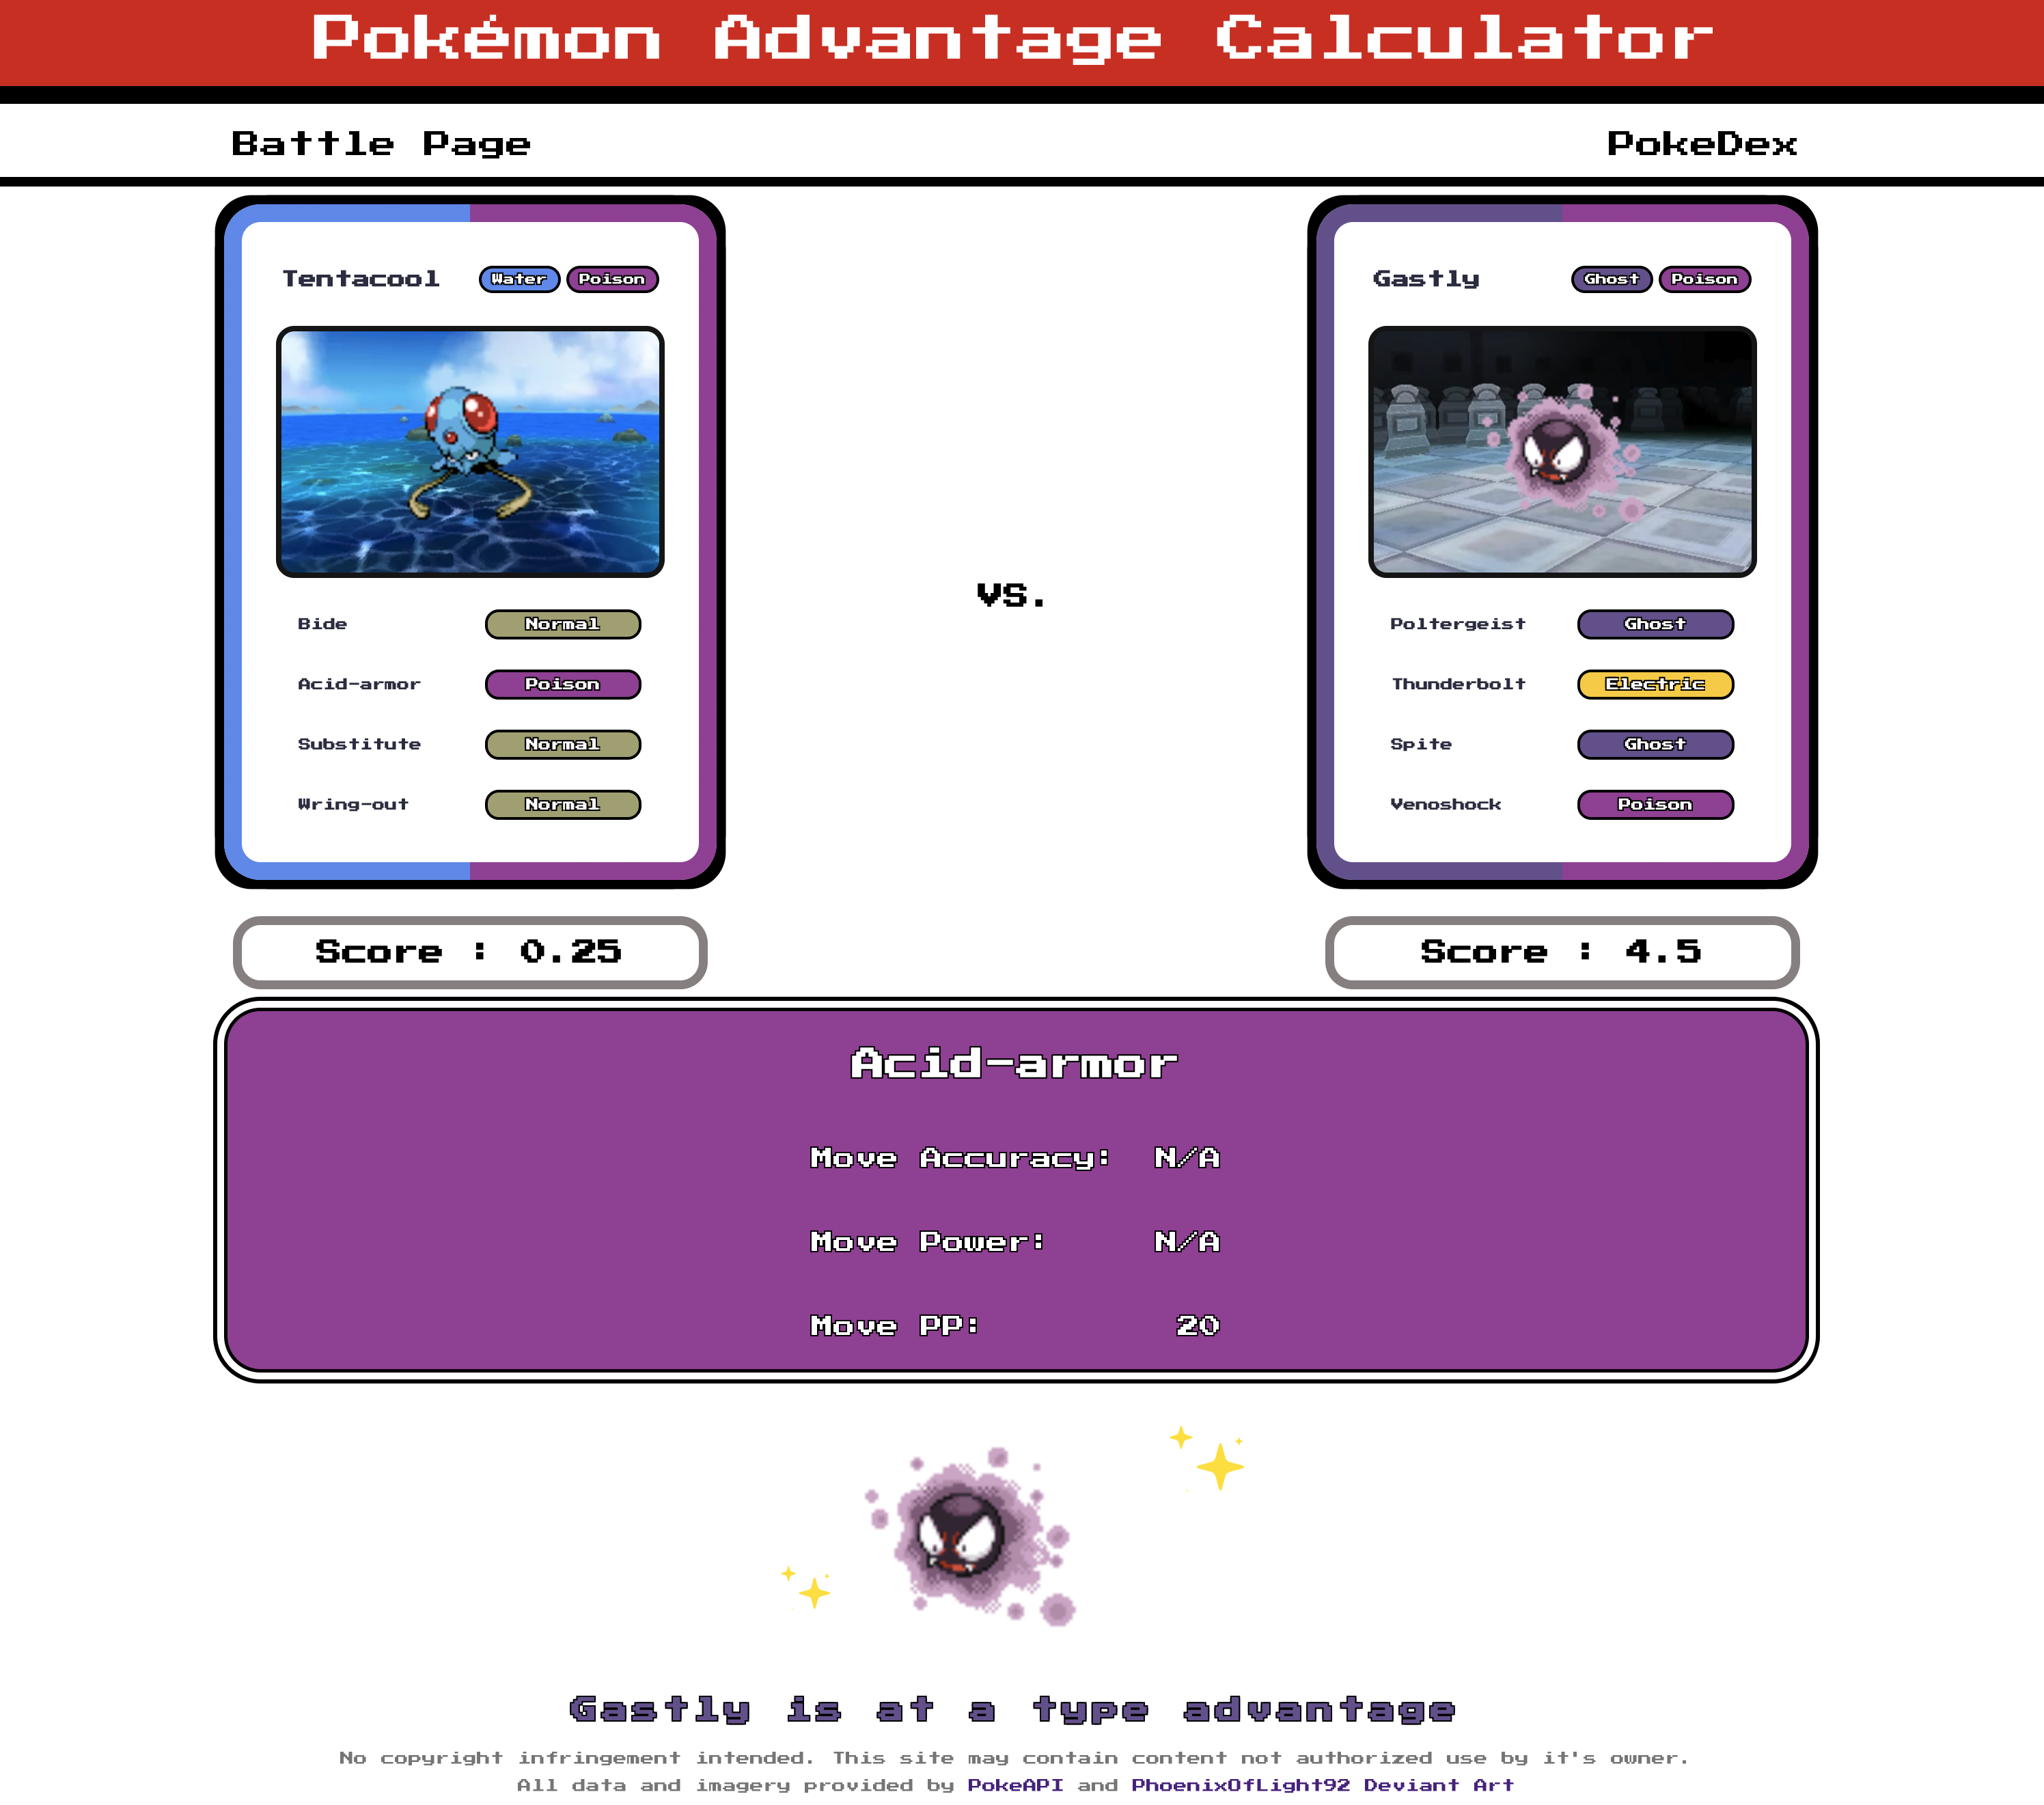 Pokémon Advantage Calculator
Battle Page
PokeDex
Tentacool Water Poison
Bide Normal
Acid-armor Poison
Substitute Normal
Wring-out Normal
vs.
Gastly Ghost Poison
Poltergeist Ghost
Thunderbolt Electric
Spite Ghost
Venoshock Poison
Score : 0.25
Score : 4.5
Acid-armor
Move Accuracy: N/A
Move Power: N/A
Move PP: 20
Gastly is at a type advantage
No copyright infringement intended. This site may contain content not authorized use by it's owner.
All data and imagery provided by PokeAPI and PhoenixOfLight92 Deviant Art